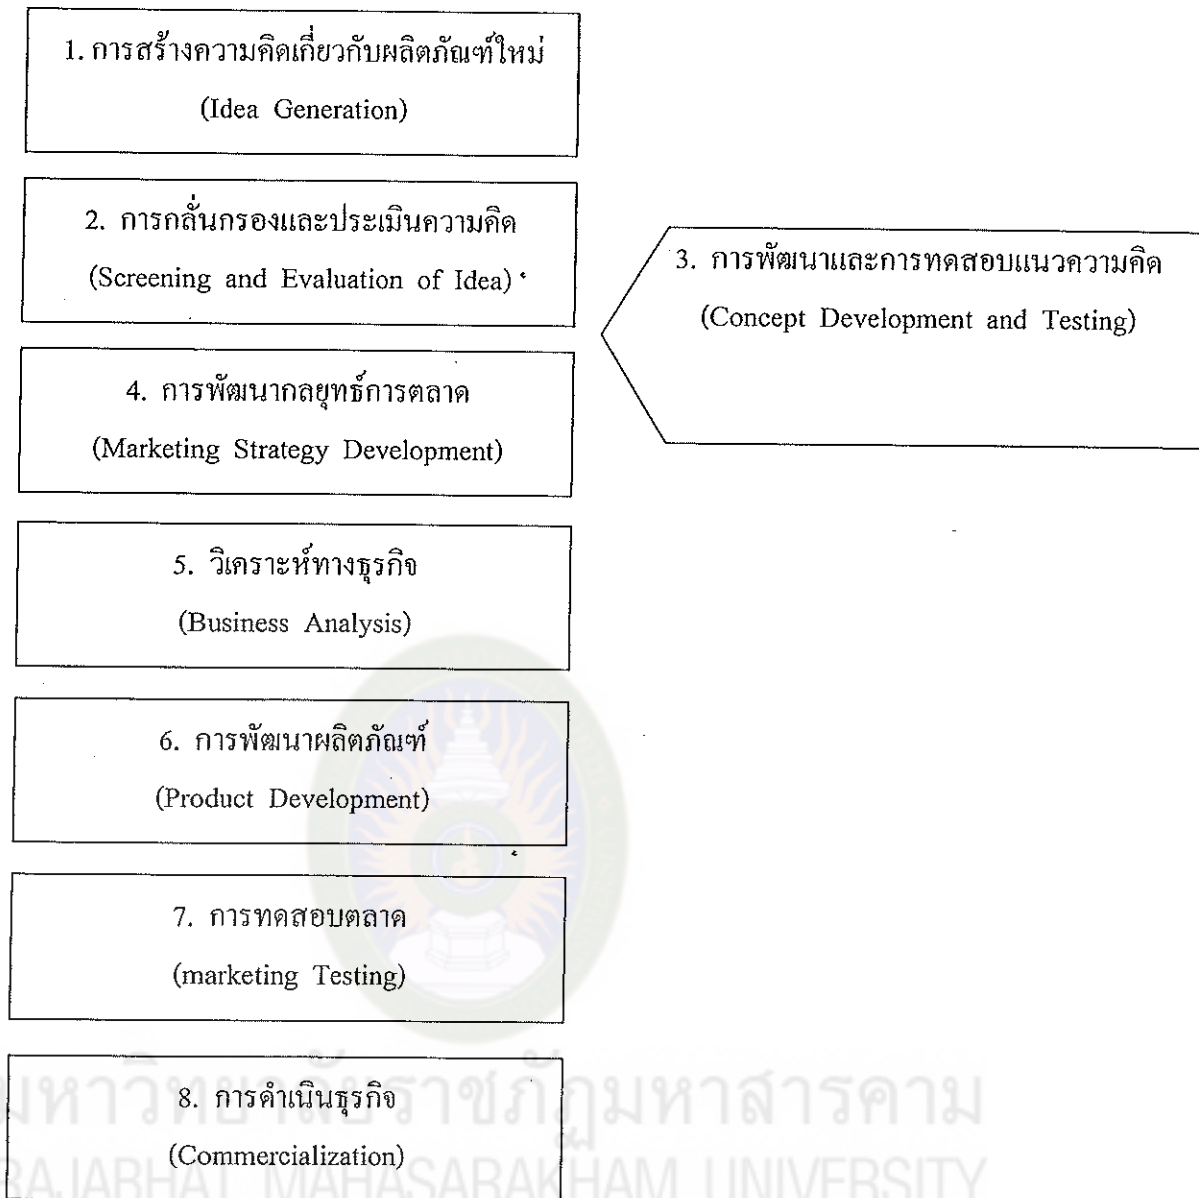 1. การสร้างความคิดเกี่ยวกับผลิตภัณฑ์ใหม่
(Idea Generation)
2. การกลั่นกรองและประเมินความคิด
(Screening and Evaluation of Idea)
3. การพัฒนาและการทดสอบแนวความคิด
(Concept Development and Testing)
4. การพัฒนากลยุทธ์การตลาด
(Marketing Strategy Development)
5. วิเคราะห์ทางธุรกิจ
(Business Analysis)
6. การพัฒนาผลิตภัณฑ์
(Product Development)
7. การทดสอบตลาด
(marketing Testing)
8. การดำเนินธุรกิจ
(Commercialization)
มหาวิทยาลัยราชภัฏมหาสารคาม
RAJABHAT MAHASARAKHAM UNIVERSITY